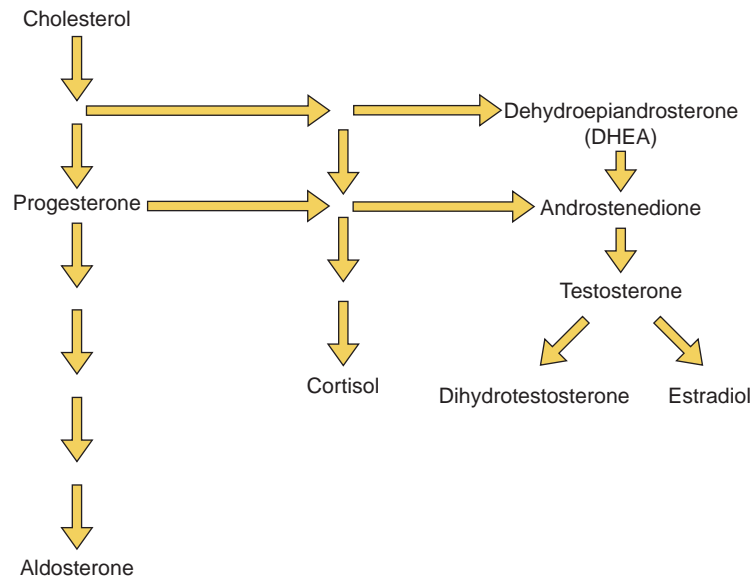 Cholesterol
Dehydroepiandrosterone
(DHEA)
Progesterone
Androstenedione
Testosterone
Cortisol
Dihydrotestosterone
Estradiol
Aldosterone